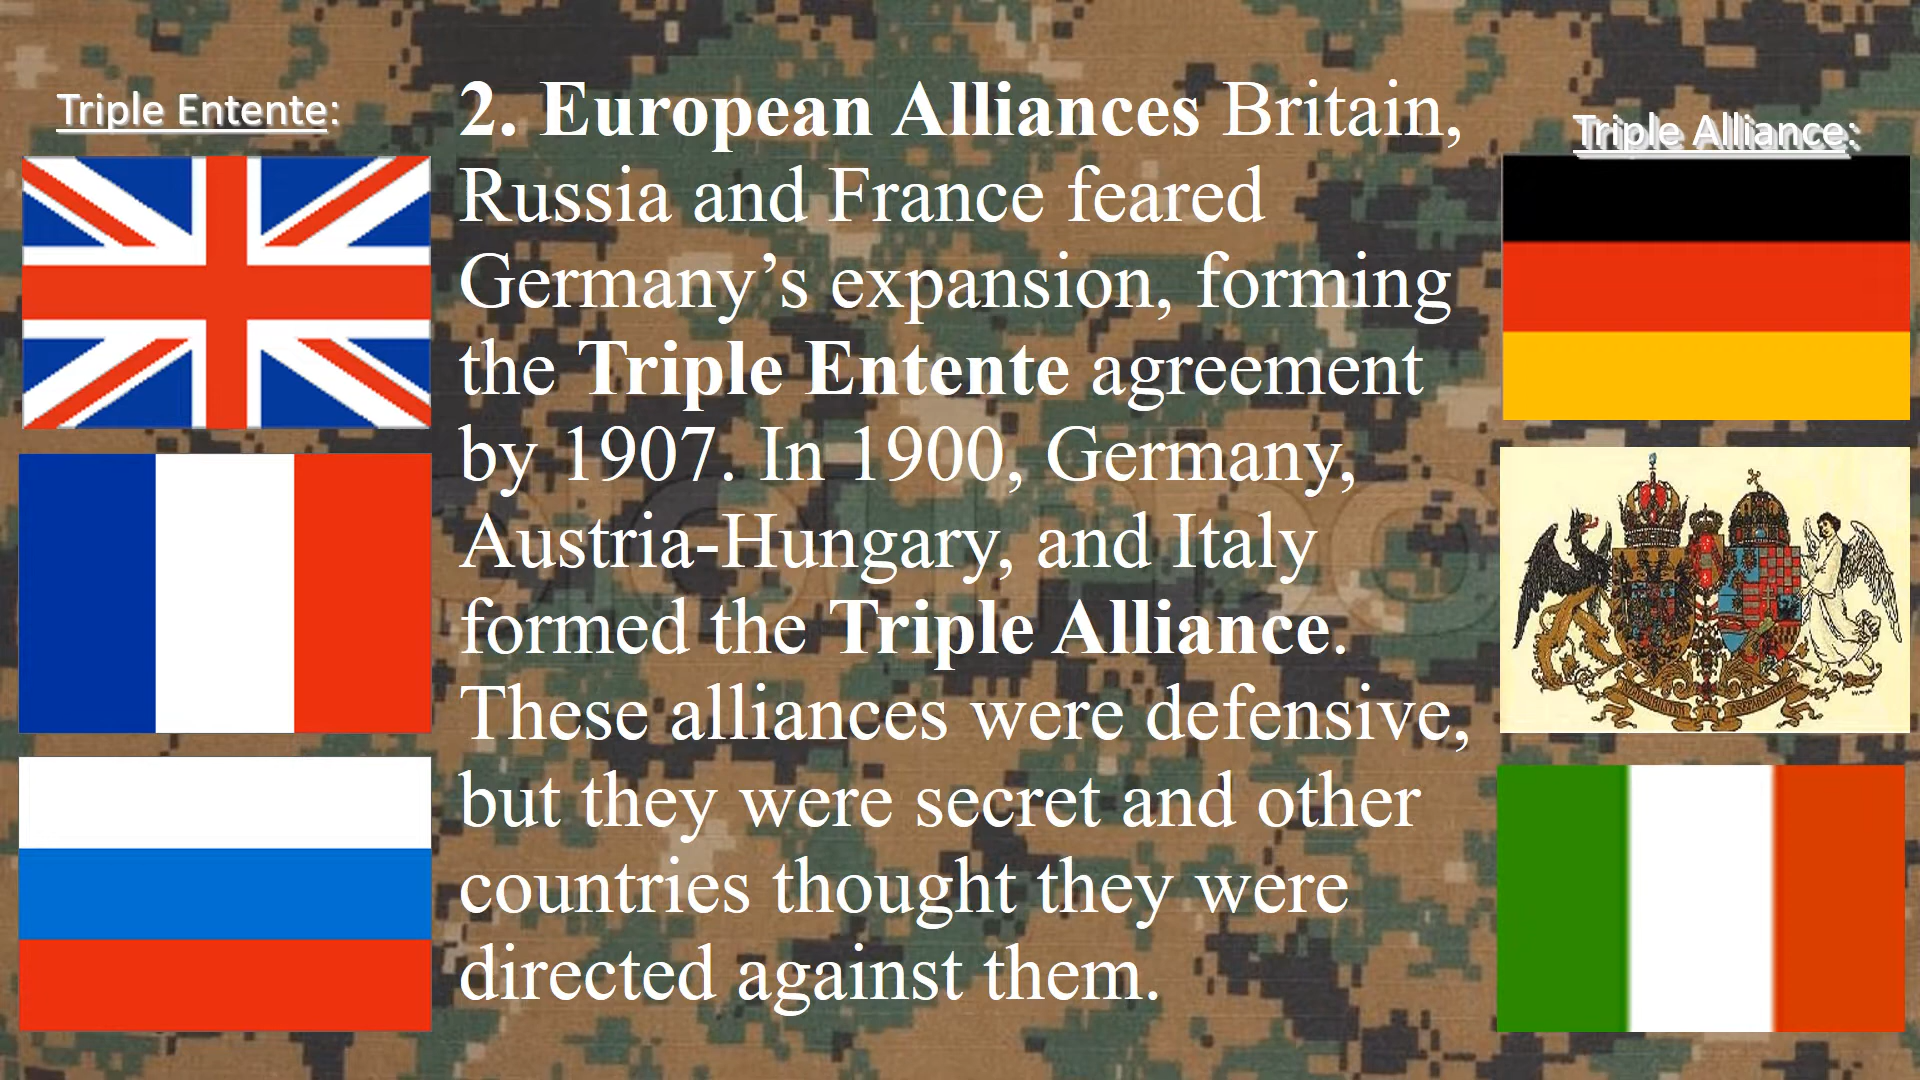 Triple Entente:
2. European Alliances Britain,
Russia and France feared
Germany’s expansion, forming
the Triple Entente agreement
by 1907. In 1900, Germany,
Austria-Hungary, and Italy
formed the Triple Alliance.
These alliances were defensive,
but they were secret and other
countries thought they were
directed against them.
Triple Alliance: